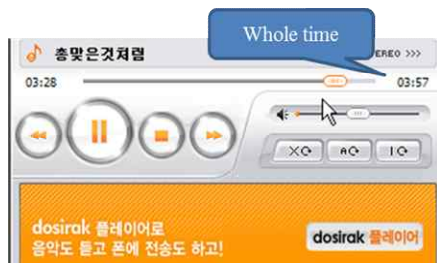 Whole time
총맞은것처럼
EREO >>>
03:28
03:57
X
A
I
dosirak 플레이어로
음악도 듣고 폰에 전송도 하고!
dosirak 플레이어